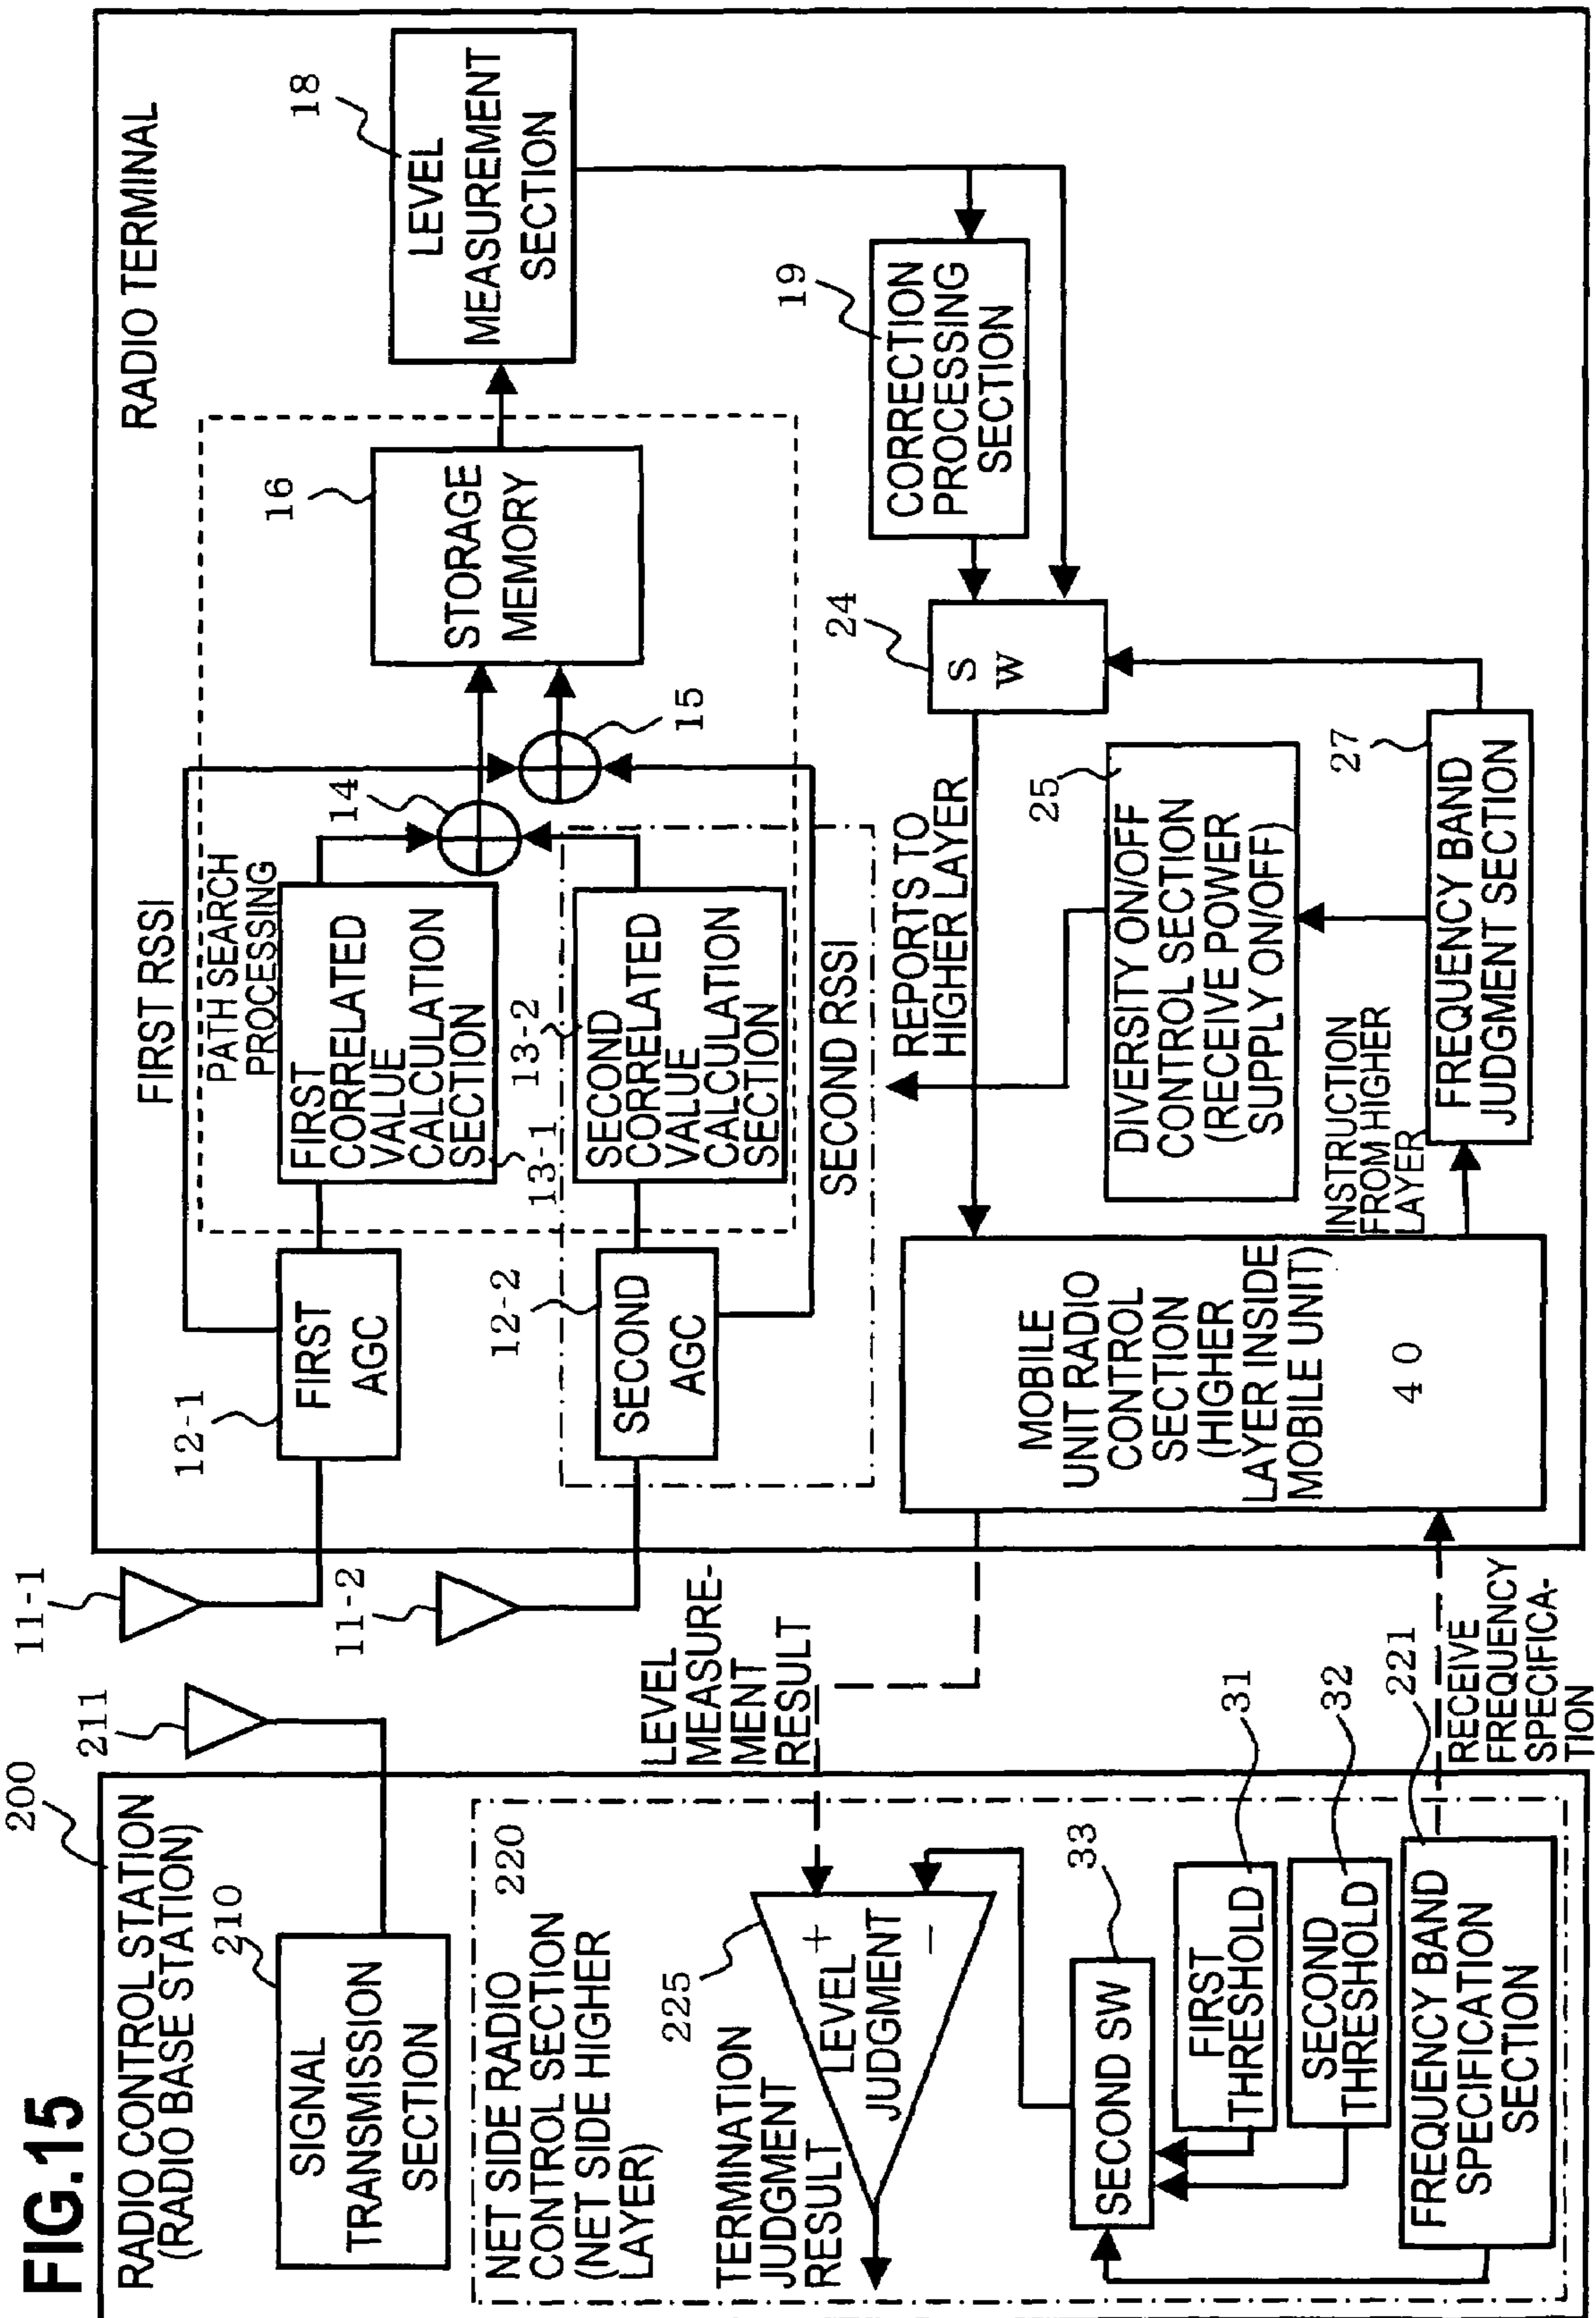 FIG.15
RADIO CONTROL STATION
(RADIO BASE STATION)
200
210
SIGNAL
TRANSMISSION
SECTION
211
NET SIDE RADIO
CONTROL SECTION
(NET SIDE HIGHER
LAYER)
220
TERMINATION
JUDGMENT
RESULT
225
LEVEL
JUDGMENT
+
−
33
SECOND SW
31
FIRST
THRESHOLD
32
SECOND
THRESHOLD
221
FREQUENCY BAND
SPECIFICATION
SECTION
LEVEL
MEASURE-
MENT
RESULT
RECEIVE
FREQUENCY
SPECIFICA-
TION
11-1
11-2
RADIO TERMINAL
12-1
FIRST
AGC
12-2
SECOND
AGC
FIRST RSSI
PATH SEARCH
PROCESSING
FIRST
CORRELATED
VALUE
CALCULATION
SECTION
13-1
13-2
SECOND
CORRELATED
VALUE
CALCULATION
SECTION
SECOND RSSI
14
15
16
STORAGE
MEMORY
18
LEVEL
MEASUREMENT
SECTION
19
CORRECTION
PROCESSING
SECTION
24
S
W
REPORTS TO
HIGHER LAYER
25
DIVERSITY ON/OFF
CONTROL SECTION
(RECEIVE POWER
SUPPLY ON/OFF)
27
FREQUENCY BAND
JUDGMENT SECTION
INSTRUCTION
FROM HIGHER
LAYER
MOBILE
UNIT RADIO
CONTROL
SECTION
(HIGHER
LAYER INSIDE
MOBILE UNIT)
40